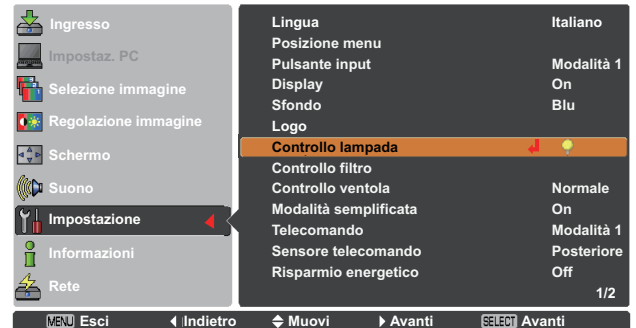 Ingresso
Impostaz. PC
Selezione immagine
Regolazione immagine
Schermo
Suono
Impostazione
Informazioni
Rete
Lingua Italiano
Posizione menu
Pulsante input Modalità 1
Display On
Sfondo Blu
Logo
Controllo lampada
Controllo filtro
Controllo ventola Normale
Modalità semplificata On
Telecomando Modalità 1
Sensore telecomando Posteriore
Risparmio energetico Off
1/2
MENU Esci Indietro Muovi Avanti SELECT Avanti